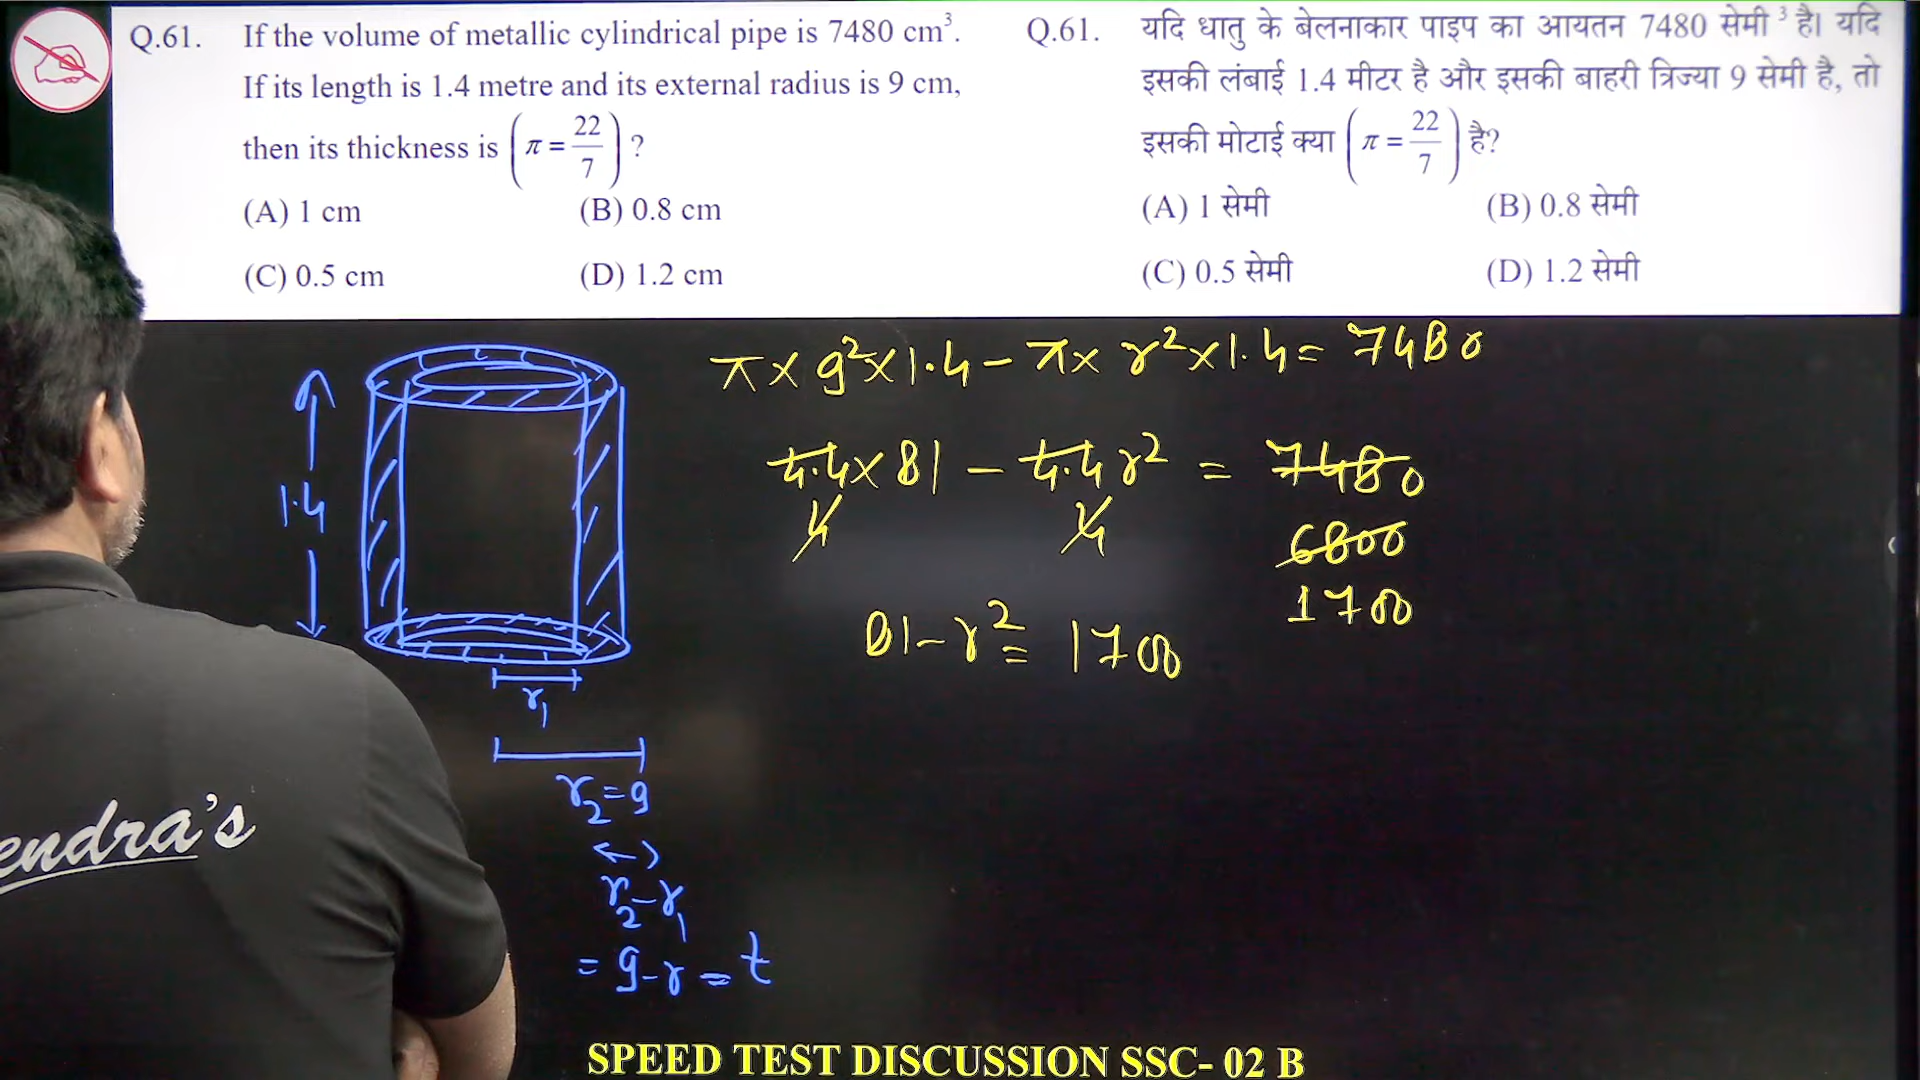 Q.61. If the volume of metallic cylindrical pipe is 7480 cm³.
If its length is 1.4 metre and its external radius is 9 cm,
then its thickness is (π = 22/7) ?
(A) 1 cm (B) 0.8 cm
(C) 0.5 cm (D) 1.2 cm
Q.61. यदि धातु के बेलनाकार पाइप का आयतन 7480 सेमी ³ है। यदि
इसकी लंबाई 1.4 मीटर है और इसकी बाहरी त्रिज्या 9 सेमी है, तो
इसकी मोटाई क्या (π = 22/7) है?
(A) 1 सेमी (B) 0.8 सेमी
(C) 0.5 सेमी (D) 1.2 सेमी
1.4
r₁
r₂ = 9
r₂ - r₁
= 9 - r = t
π × 9² × 1.4 - π × r² × 1.4 = 7480
4.4 × 81 - 4.4 r² = 7480
6800
1700
81 - r² = 1700
endra's
SPEED TEST DISCUSSION SSC- 02 B